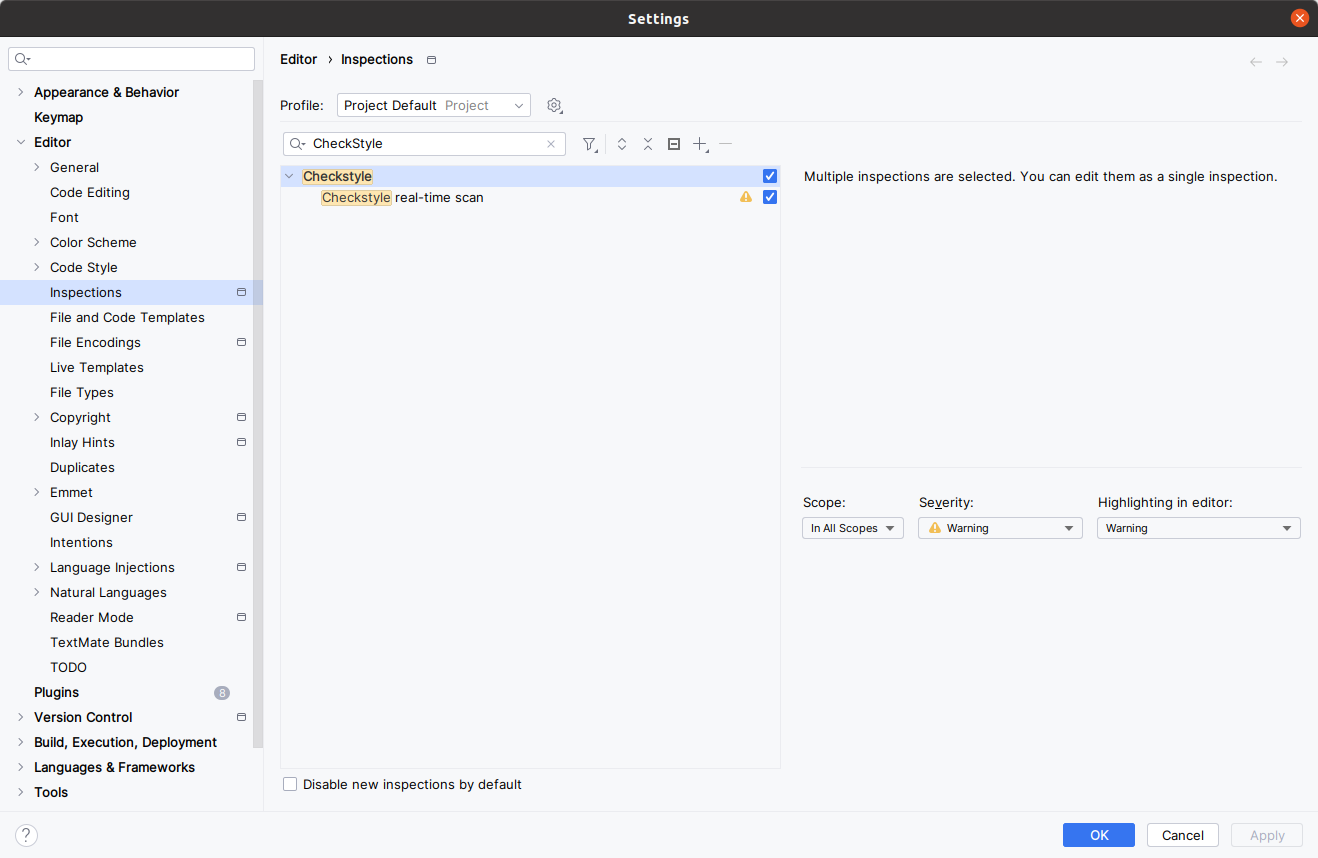 Settings
Editor › Inspections
Appearance & Behavior
Keymap
Editor
General
Code Editing
Font
Color Scheme
Code Style
Inspections
File and Code Templates
File Encodings
Live Templates
File Types
Copyright
Inlay Hints
Duplicates
Emmet
GUI Designer
Intentions
Language Injections
Natural Languages
Reader Mode
TextMate Bundles
TODO
Plugins 8
Version Control
Build, Execution, Deployment
Languages & Frameworks
Tools
Profile: Project Default Project
CheckStyle
Checkstyle
Checkstyle real-time scan
Disable new inspections by default
Multiple inspections are selected. You can edit them as a single inspection.
Scope: Severity: Highlighting in editor:
In All Scopes Warning Warning
? OK Cancel Apply